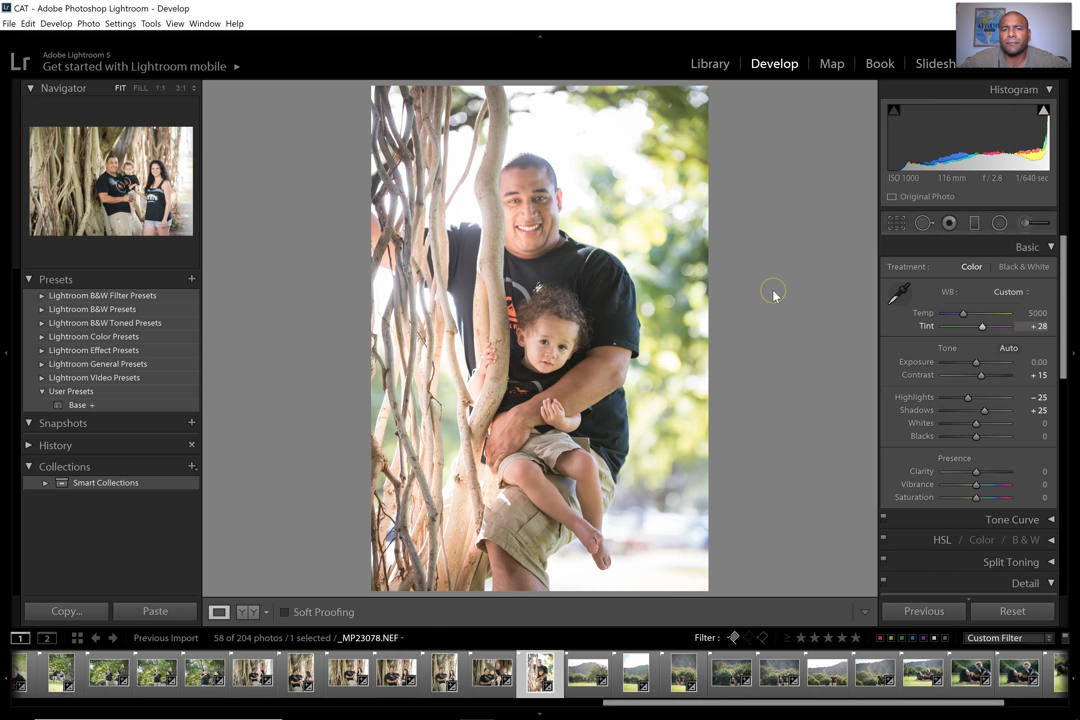 CAT - Adobe Photoshop Lightroom - Develop
File Edit Develop Photo Settings Tools View Window Help
Lr
Adobe Lightroom 5
Get started with Lightroom mobile
Library Develop Map Book Slidesh
Navigator FIT FILL 1:1 3:1
Presets +
Lightroom B&W Filter Presets
Lightroom B&W Presets
Lightroom B&W Toned Presets
Lightroom Color Presets
Lightroom Effect Presets
Lightroom General Presets
Lightroom Video Presets
User Presets
Base +
Snapshots +
History ×
Collections +
Smart Collections
Copy... Paste
Histogram
ISO 1000 116 mm f / 2.8 1/640 sec
Original Photo
Basic
Treatment : Color | Black & White
WB : Custom
Temp 5000
Tint + 28
Tone Auto
Exposure 0.00
Contrast + 15
Highlights − 25
Shadows + 25
Whites 0
Blacks 0
Presence
Clarity 0
Vibrance 0
Saturation 0
Tone Curve
HSL / Color / B & W
Split Toning
Detail
Previous Reset
Y Y Soft Proofing
1 2 Previous Import 58 of 204 photos / 1 selected / _MP23078.NEF Filter : ≥ Custom Filter